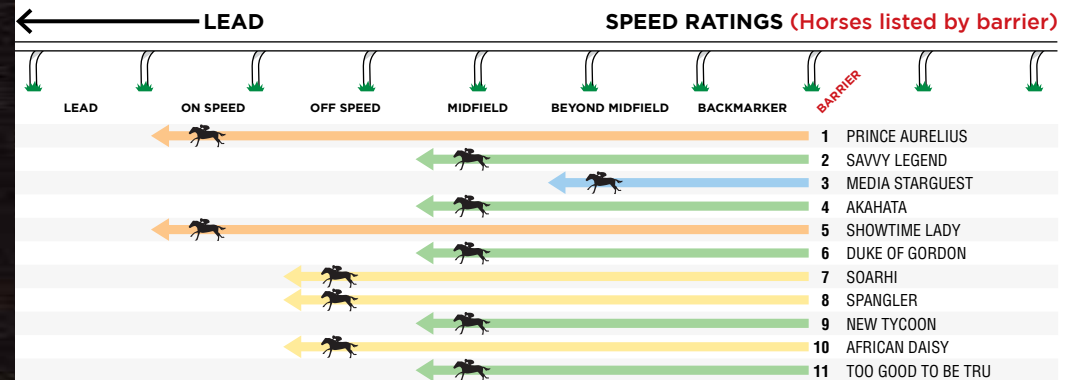 LEAD SPEED RATINGS (Horses listed by barrier)
LEAD ON SPEED OFF SPEED MIDFIELD BEYOND MIDFIELD BACKMARKER BARRIER
1 PRINCE AURELIUS
2 SAVVY LEGEND
3 MEDIA STARGUEST
4 AKAHATA
5 SHOWTIME LADY
6 DUKE OF GORDON
7 SOARHI
8 SPANGLER
9 NEW TYCOON
10 AFRICAN DAISY
11 TOO GOOD TO BE TRU